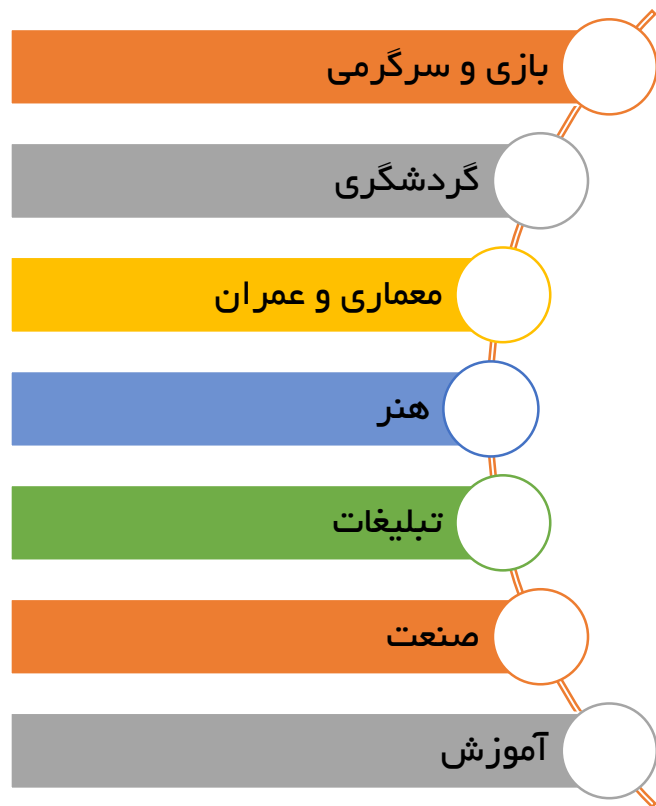 بازی و سرگرمی
گردشگری
معماری و عمران
هنر
تبلیغات
صنعت
آموزش